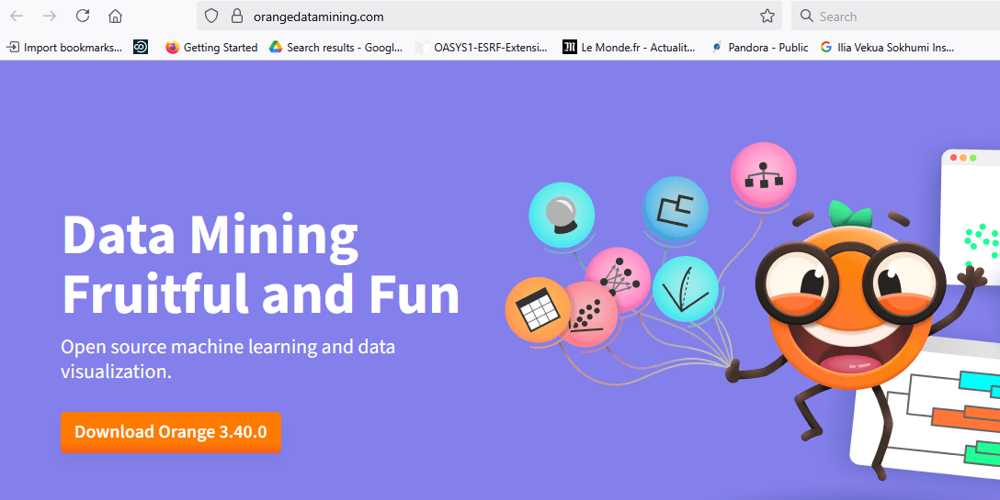 orangedatamining.com
Search
Import bookmarks...
Getting Started
Search results - Googl...
OASYS1-ESRF-Extensi...
M Le Monde.fr - Actualit...
Pandora - Public
G Ilia Vekua Sokhumi Ins...
Data Mining
Fruitful and Fun
Open source machine learning and data
visualization.
Download Orange 3.40.0